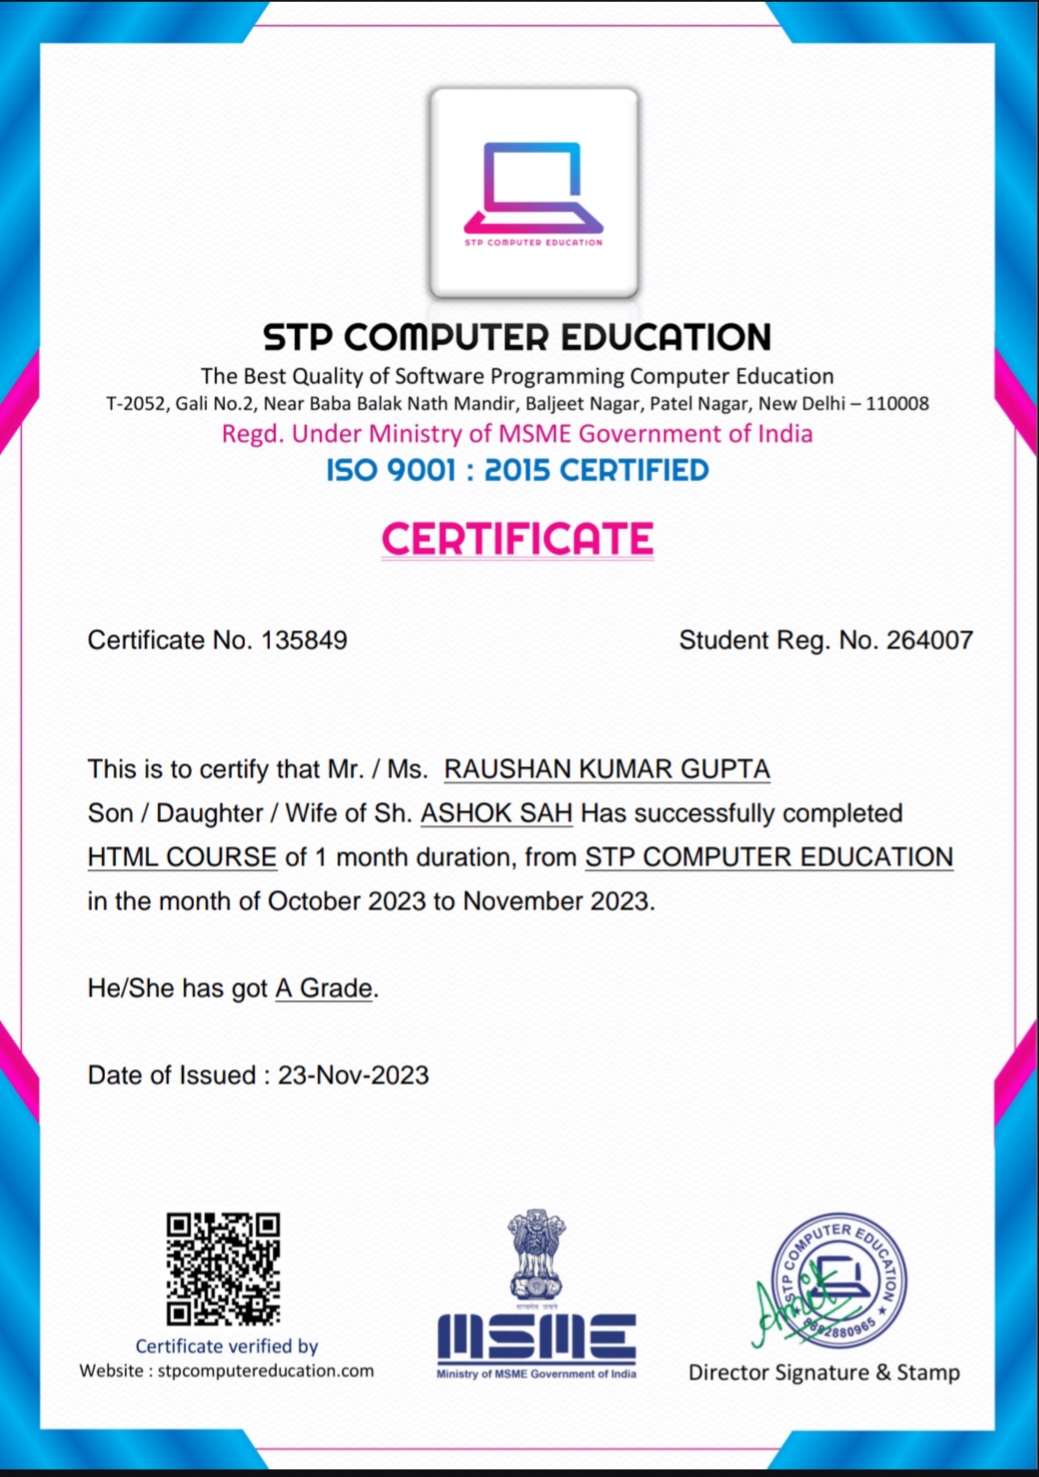 STP COMPUTER EDUCATION
STP COMPUTER EDUCATION
The Best Quality of Software Programming Computer Education
T-2052, Gali No.2, Near Baba Balak Nath Mandir, Baljeet Nagar, Patel Nagar, New Delhi – 110008
Regd. Under Ministry of MSME Government of India
ISO 9001 : 2015 CERTIFIED
CERTIFICATE
Certificate No. 135849
Student Reg. No. 264007
This is to certify that Mr. / Ms. RAUSHAN KUMAR GUPTA
Son / Daughter / Wife of Sh. ASHOK SAH Has successfully completed
HTML COURSE of 1 month duration, from STP COMPUTER EDUCATION
in the month of October 2023 to November 2023.
He/She has got A Grade.
Date of Issued : 23-Nov-2023
Certificate verified by
Website : stpcomputereducation.com
सत्यमेव जयते
MSME
Ministry of MSME Government of India
STP COMPUTER EDUCATION
8882880965
Amit
Director Signature & Stamp